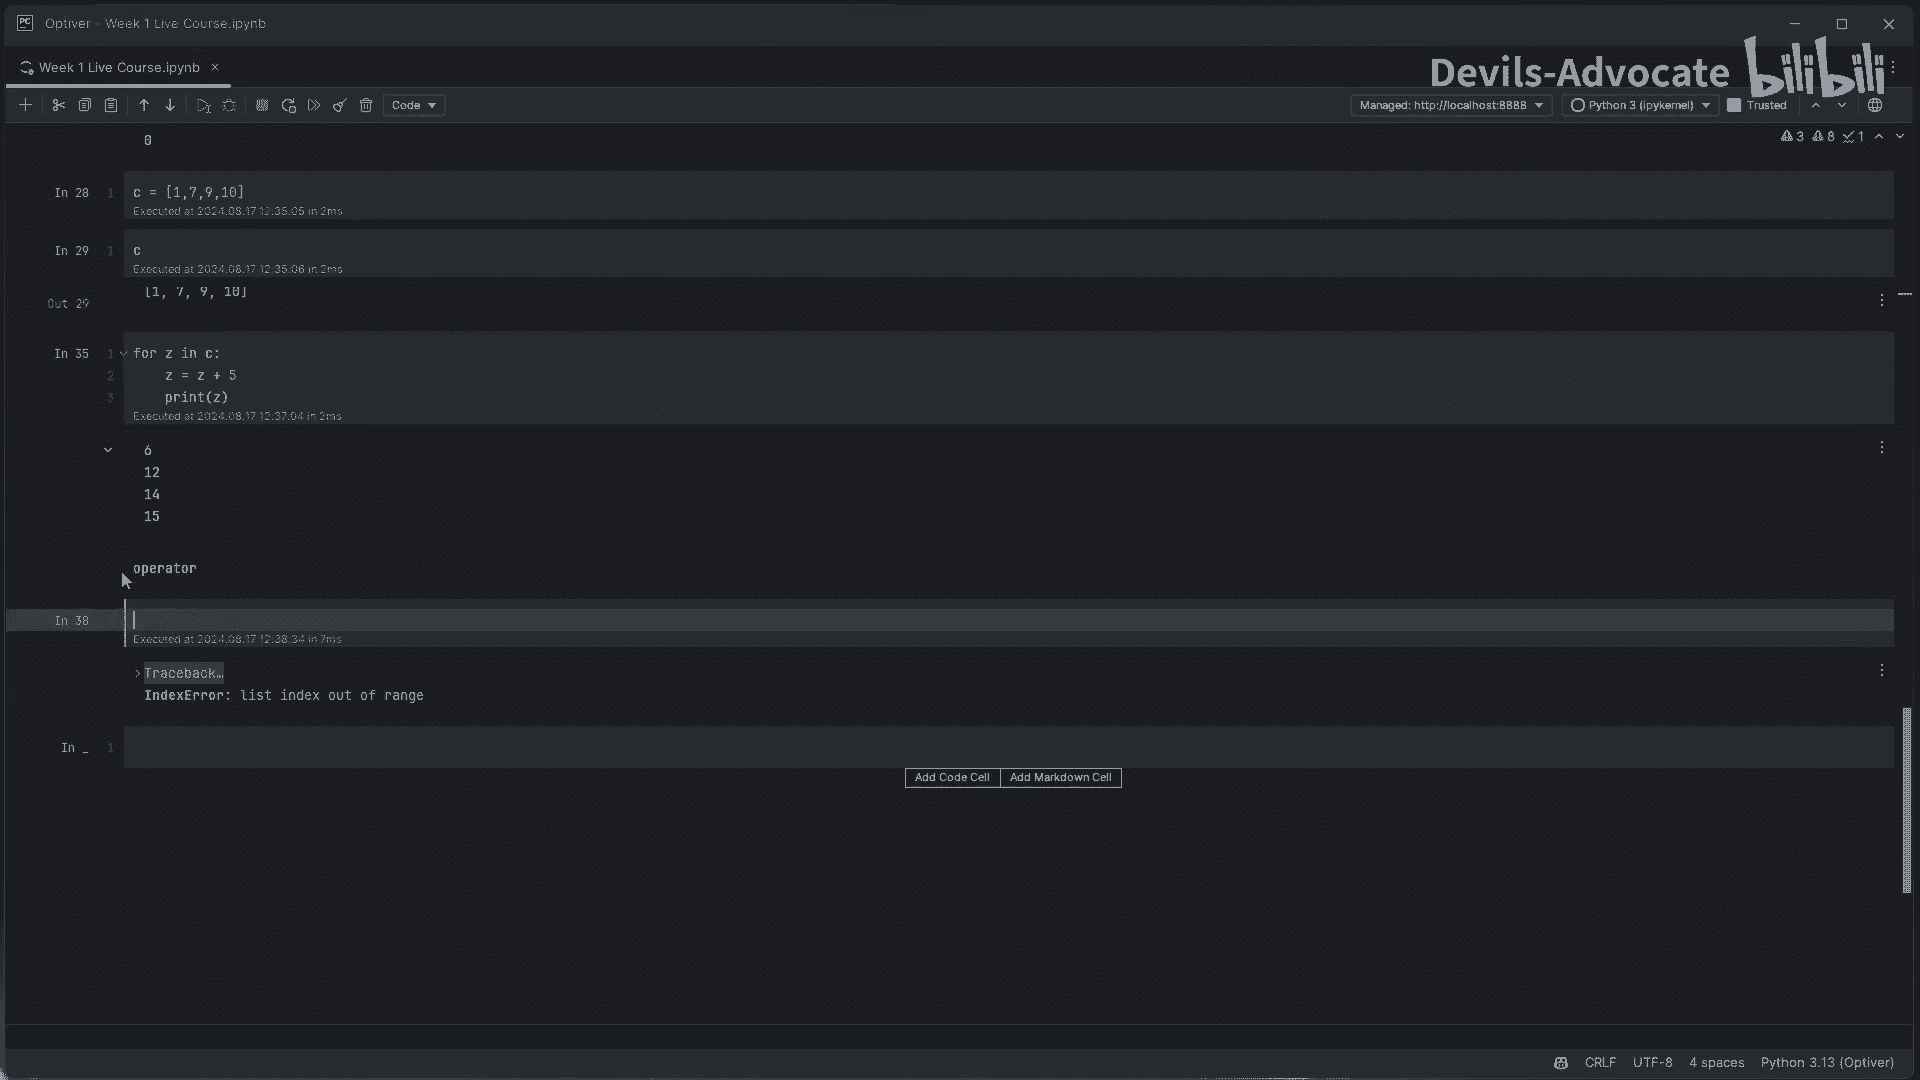 Optiver – Week 1 Live Course.ipynb
Week 1 Live Course.ipynb
Devils-Advocate bilibili
Code
Managed: http://localhost:8888
Python 3 (ipykernel)
Trusted
3 8 1
0
In 28 1 c = [1,7,9,10]
Executed at 2024.08.17 12:35:05 in 2ms
In 29 1 c
Executed at 2024.08.17 12:35:06 in 2ms
Out 29 [1, 7, 9, 10]
In 35 1 for z in c:
2 z = z + 5
3 print(z)
Executed at 2024.08.17 12:37:04 in 2ms
6
12
14
15
operator
In 38
Executed at 2024.08.17 12:38:34 in 7ms
Traceback…
IndexError: list index out of range
In _ 1
Add Code Cell Add Markdown Cell
CRLF UTF-8 4 spaces Python 3.13 (Optiver)